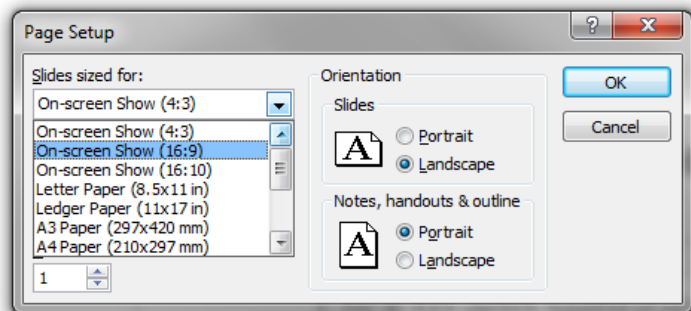 Page Setup
Slides sized for:
On-screen Show (4:3)
On-screen Show (4:3)
On-screen Show (16:9)
On-screen Show (16:10)
Letter Paper (8.5x11 in)
Ledger Paper (11x17 in)
A3 Paper (297x420 mm)
A4 Paper (210x297 mm)
1
Orientation
Slides
A
Portrait
Landscape
Notes, handouts & outline
A
Portrait
Landscape
OK
Cancel